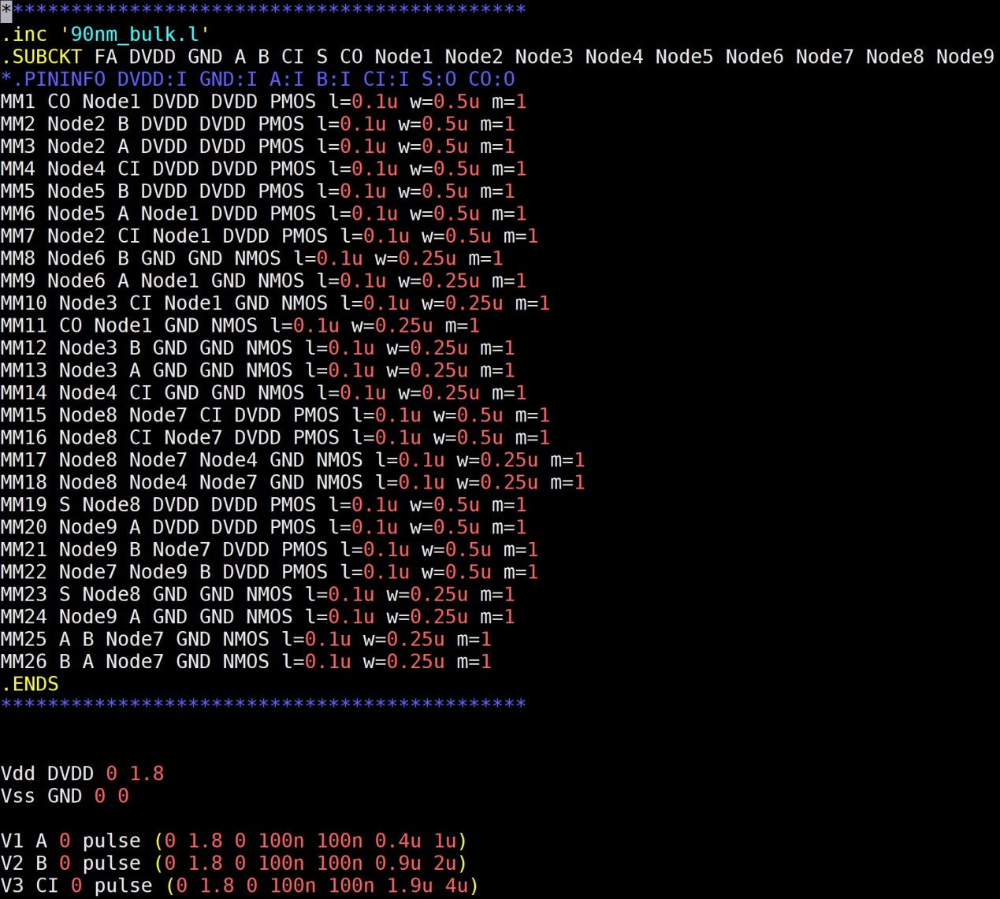 *********************************************
.inc '90nm_bulk.l'
.SUBCKT FA DVDD GND A B CI S CO Node1 Node2 Node3 Node4 Node5 Node6 Node7 Node8 Node9
*.PININFO DVDD:I GND:I A:I B:I CI:I S:O CO:O
MM1 CO Node1 DVDD DVDD PMOS l=0.1u w=0.5u m=1
MM2 Node2 B DVDD DVDD PMOS l=0.1u w=0.5u m=1
MM3 Node2 A DVDD DVDD PMOS l=0.1u w=0.5u m=1
MM4 Node4 CI DVDD DVDD PMOS l=0.1u w=0.5u m=1
MM5 Node5 B DVDD DVDD PMOS l=0.1u w=0.5u m=1
MM6 Node5 A Node1 DVDD PMOS l=0.1u w=0.5u m=1
MM7 Node2 CI Node1 DVDD PMOS l=0.1u w=0.5u m=1
MM8 Node6 B GND GND NMOS l=0.1u w=0.25u m=1
MM9 Node6 A Node1 GND NMOS l=0.1u w=0.25u m=1
MM10 Node3 CI Node1 GND NMOS l=0.1u w=0.25u m=1
MM11 CO Node1 GND NMOS l=0.1u w=0.25u m=1
MM12 Node3 B GND GND NMOS l=0.1u w=0.25u m=1
MM13 Node3 A GND GND NMOS l=0.1u w=0.25u m=1
MM14 Node4 CI GND GND NMOS l=0.1u w=0.25u m=1
MM15 Node8 Node7 CI DVDD PMOS l=0.1u w=0.5u m=1
MM16 Node8 CI Node7 DVDD PMOS l=0.1u w=0.5u m=1
MM17 Node8 Node7 Node4 GND NMOS l=0.1u w=0.25u m=1
MM18 Node8 Node4 Node7 GND NMOS l=0.1u w=0.25u m=1
MM19 S Node8 DVDD DVDD PMOS l=0.1u w=0.5u m=1
MM20 Node9 A DVDD DVDD PMOS l=0.1u w=0.5u m=1
MM21 Node9 B Node7 DVDD PMOS l=0.1u w=0.5u m=1
MM22 Node7 Node9 B DVDD PMOS l=0.1u w=0.5u m=1
MM23 S Node8 GND GND NMOS l=0.1u w=0.25u m=1
MM24 Node9 A GND GND NMOS l=0.1u w=0.25u m=1
MM25 A B Node7 GND NMOS l=0.1u w=0.25u m=1
MM26 B A Node7 GND NMOS l=0.1u w=0.25u m=1
.ENDS
*********************************************
Vdd DVDD 0 1.8
Vss GND 0 0
V1 A 0 pulse (0 1.8 0 100n 100n 0.4u 1u)
V2 B 0 pulse (0 1.8 0 100n 100n 0.9u 2u)
V3 CI 0 pulse (0 1.8 0 100n 100n 1.9u 4u)